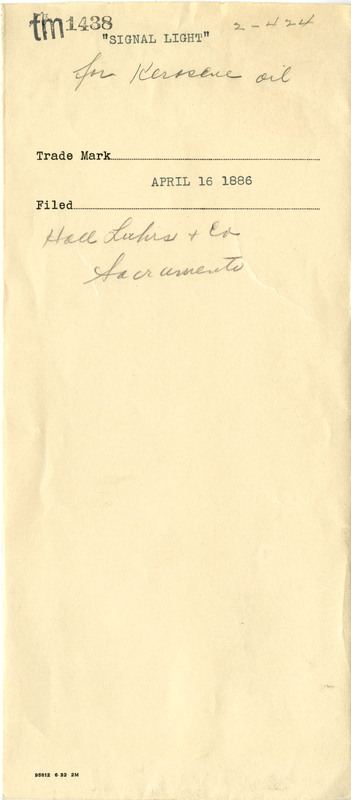 tm 1438 2-424
"SIGNAL LIGHT"
for Kerosene oil
Trade Mark
APRIL 16 1886
Filed
Hall Luhrs & Co
Sacramento
95812 6 32 2M